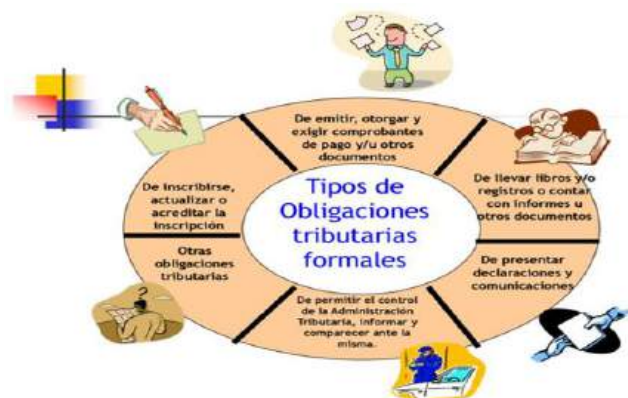 De emitir, otorgar y
exigir comprobantes
de pago y/u otros
documentos
De inscribirse,
actualizar o
acreditar la
inscripción
Tipos de
Obligaciones
tributarias
formales
De llevar libros y/o
registros o contar
con informes u
otros documentos
Otras
obligaciones
tributarias
De presentar
declaraciones y
comunicaciones
De permitir el control
de la Administración
Tributaria, informar y
comparecer ante la
misma.
?